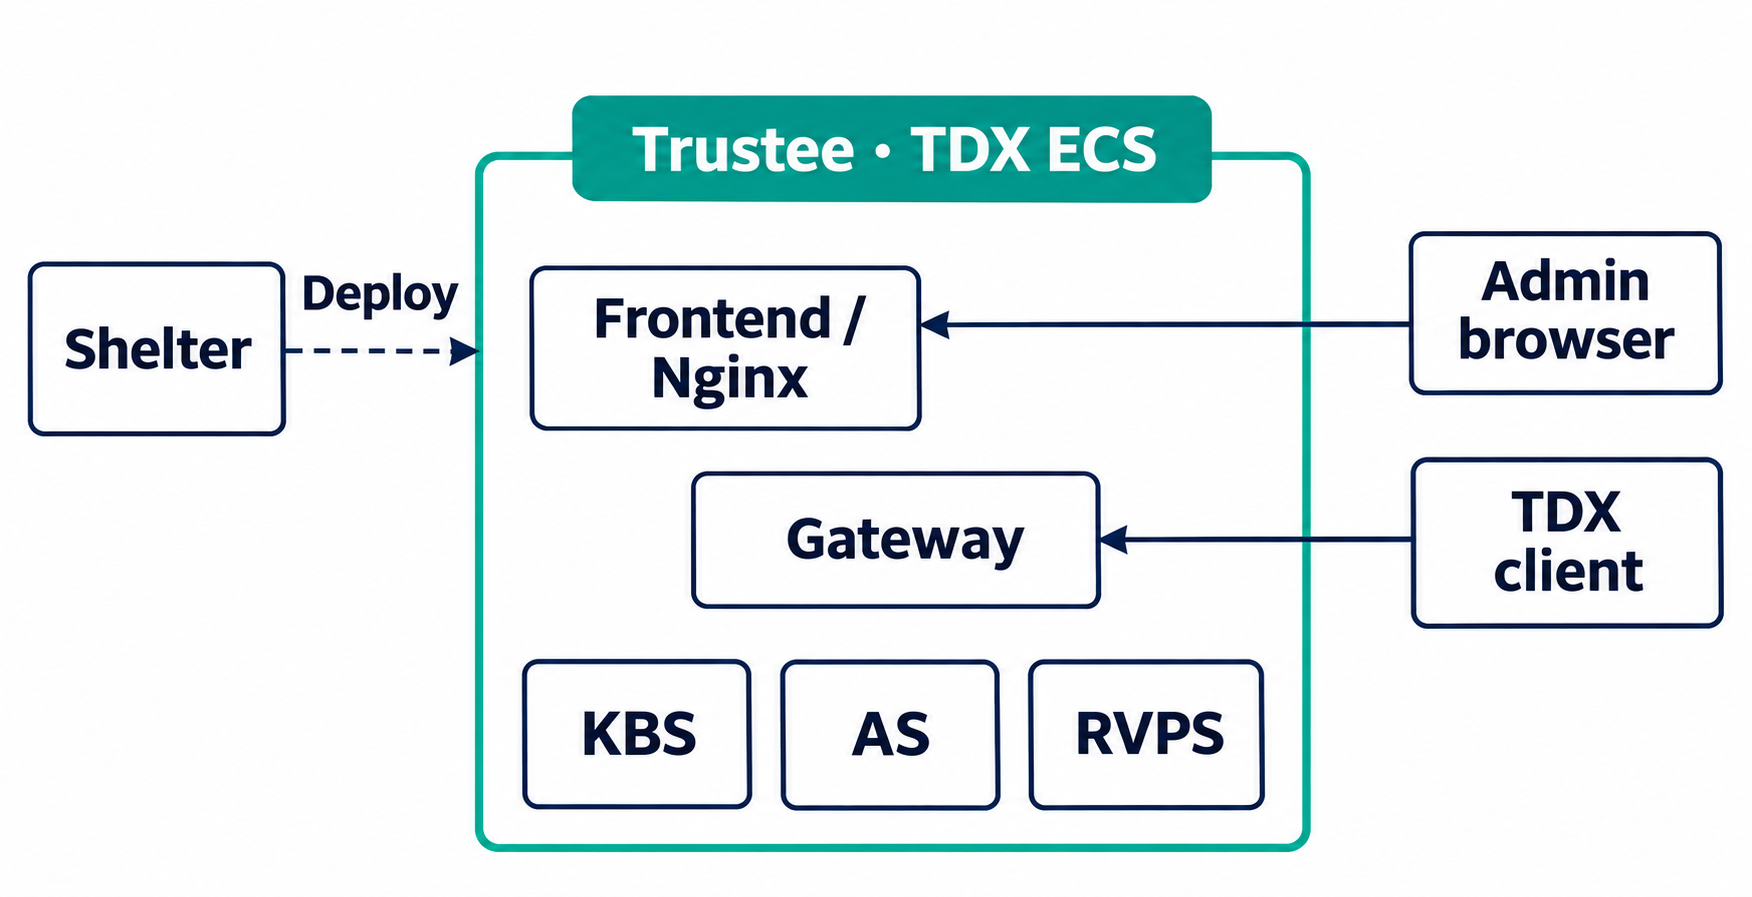 Trustee • TDX ECS
Shelter
Deploy
Frontend /
Nginx
Admin
browser
Gateway
TDX
client
KBS
AS
RVPS